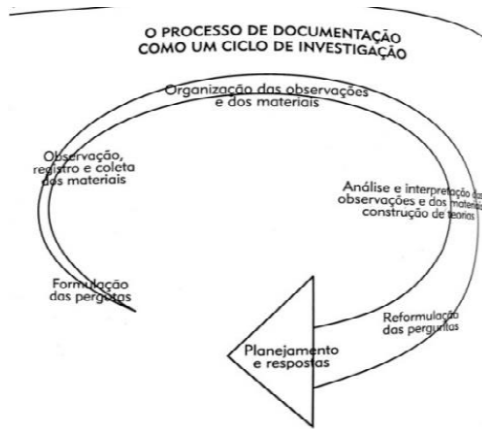 O PROCESSO DE DOCUMENTAÇÃO
COMO UM CICLO DE INVESTIGAÇÃO
Organização das observações
e dos materiais
Observação,
registro e coleta
dos materiais
Análise e interpretação das
observações e dos materiais
construção de teorias
Formulação
das perguntas
Reformulação
das perguntas
Planejamento
e respostas